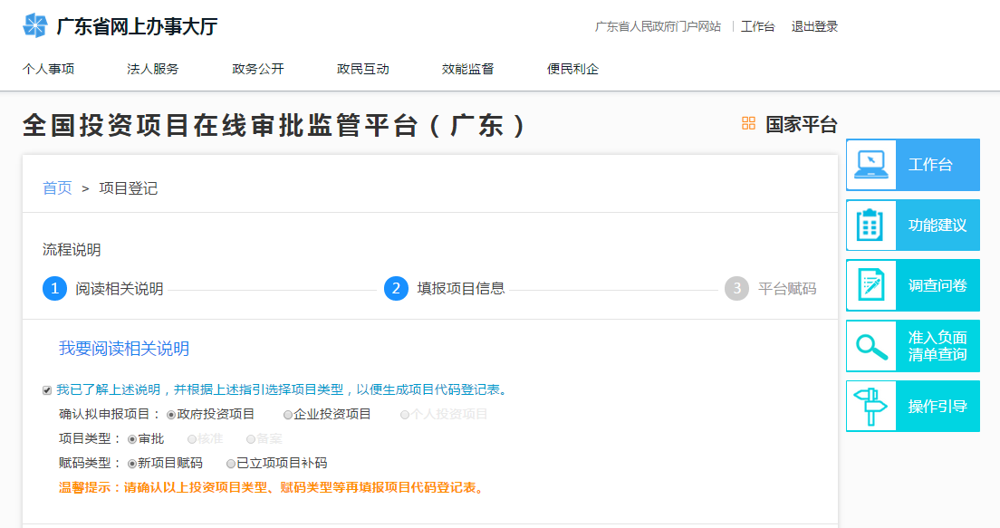 广东省网上办事大厅
广东省人民政府门户网站 | 工作台 退出登录
个人事项 法人服务 政务公开 政民互动 效能监督 便民利企
全国投资项目在线审批监管平台（广东）
国家平台
首页 > 项目登记
流程说明
1 阅读相关说明 2 填报项目信息 3 平台赋码
我要阅读相关说明
我已了解上述说明，并根据上述指引选择项目类型，以便生成项目代码登记表。
确认拟申报项目： 政府投资项目 企业投资项目 个人投资项目
项目类型： 审批 核准 备案
赋码类型： 新项目赋码 已立项项目补码
温馨提示：请确认以上投资项目类型、赋码类型等再填报项目代码登记表。
工作台
功能建议
调查问卷
准入负面
清单查询
操作引导